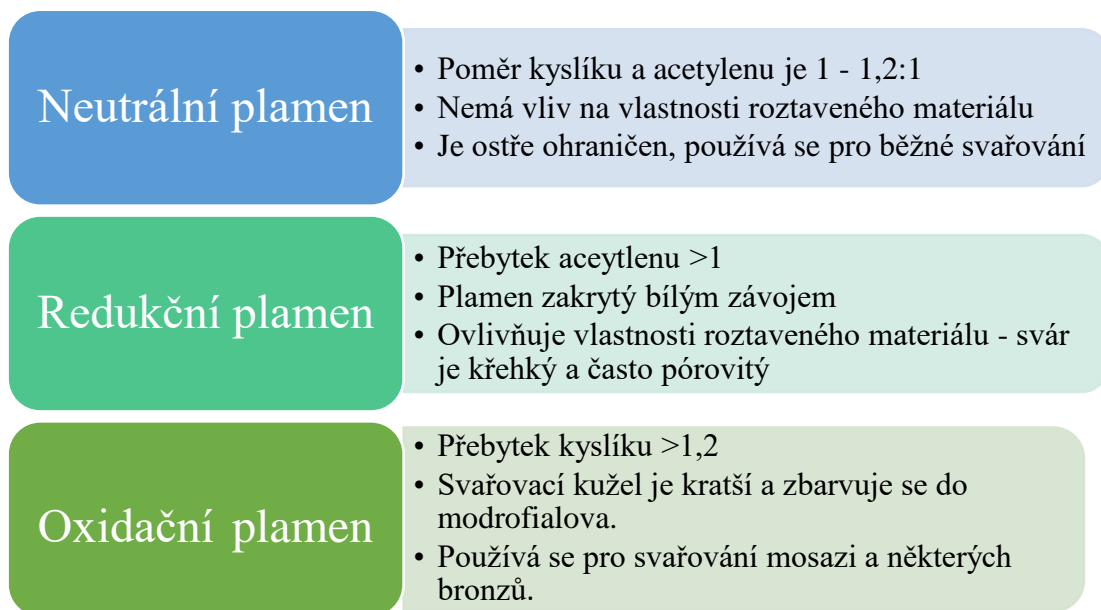 Neutrální plamen
• Poměr kyslíku a acetylenu je 1 - 1,2:1
• Nemá vliv na vlastnosti roztaveného materiálu
• Je ostře ohraničen, používá se pro běžné svařování
Redukční plamen
• Přebytek aceytlenu >1
• Plamen zakrytý bílým závojem
• Ovlivňuje vlastnosti roztaveného materiálu - svár
je křehký a často pórovitý
Oxidační plamen
• Přebytek kyslíku >1,2
• Svařovací kužel je kratší a zbarvuje se do
modrofialova.
• Používá se pro svařování mosazi a některých
bronzů.